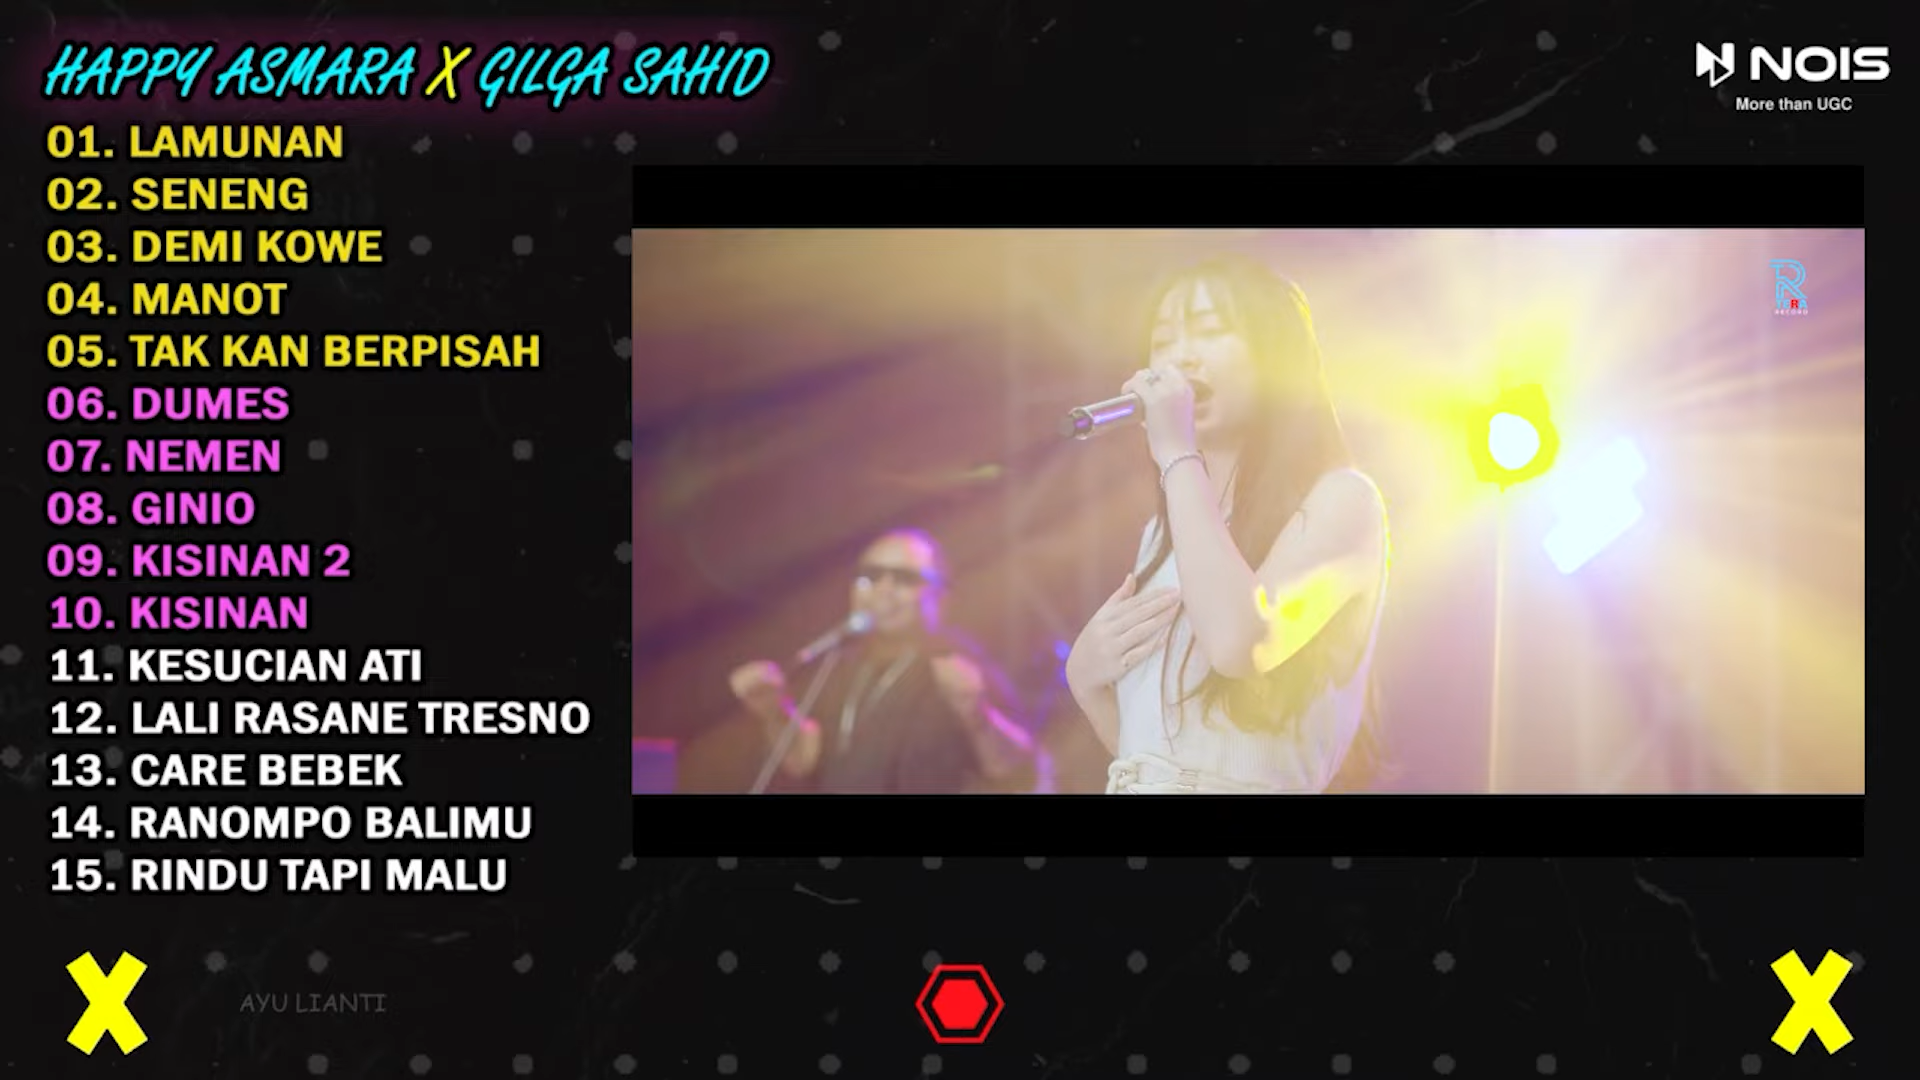 HAPPY ASMARA X GILGA SAHID
NOIS
More than UGC
01. LAMUNAN
02. SENENG
03. DEMI KOWE
04. MANOT
05. TAK KAN BERPISAH
06. DUMES
07. NEMEN
08. GINIO
09. KISINAN 2
10. KISINAN
11. KESUCIAN ATI
12. LALI RASANE TRESNO
13. CARE BEBEK
14. RANOMPO BALIMU
15. RINDU TAPI MALU
RECORD
AYU LIANTI